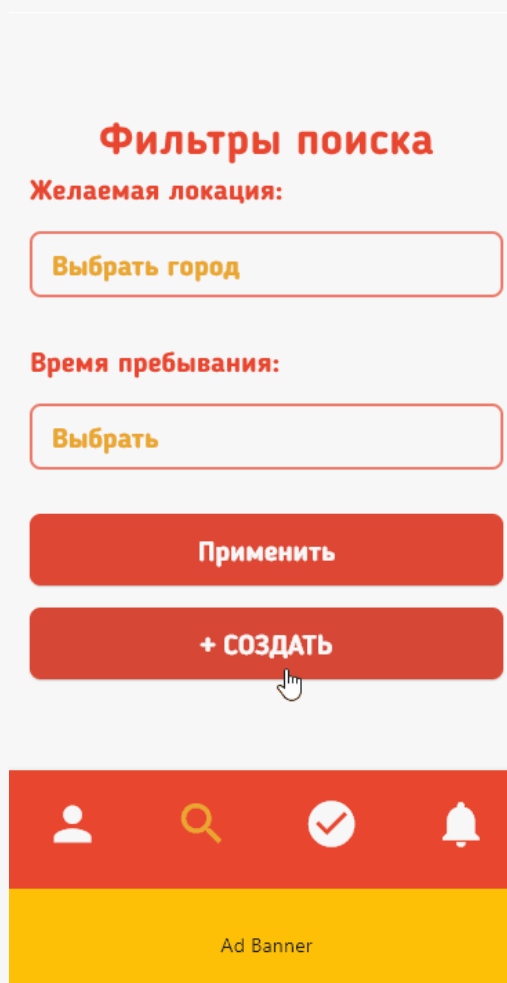 Фильтры поиска
Желаемая локация:
Выбрать город
Время пребывания:
Выбрать
Применить
+ СОЗДАТЬ
Ad Banner